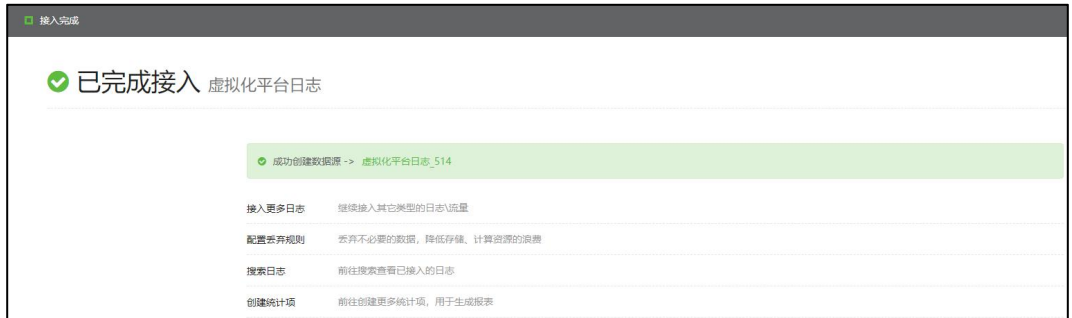 接入完成
已完成接入 虚拟化平台日志
成功创建数据源 -> 虚拟化平台日志_514
接入更多日志 继续接入其它类型的日志\流量
配置丢弃规则 丢弃不必要的数据，降低存储、计算资源的浪费
搜索日志 前往搜索查看已接入的日志
创建统计项 前往创建更多统计项，用于生成报表